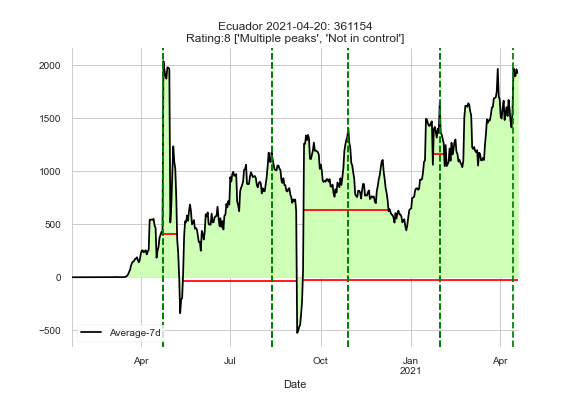 Ecuador 2021-04-20: 361154
Rating:8 ['Multiple peaks', 'Not in control']
2000
1500
1000
500
0
−500
Average-7d
Apr
Jul
Oct
Jan
2021
Apr
Date